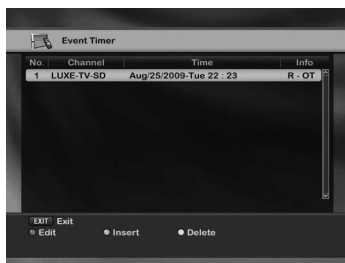 Event Timer
No. Channel Time Info
1 LUXE-TV-SD Aug/25/2009-Tue 22 : 23 R - OT
EXIT Exit
Edit Insert Delete